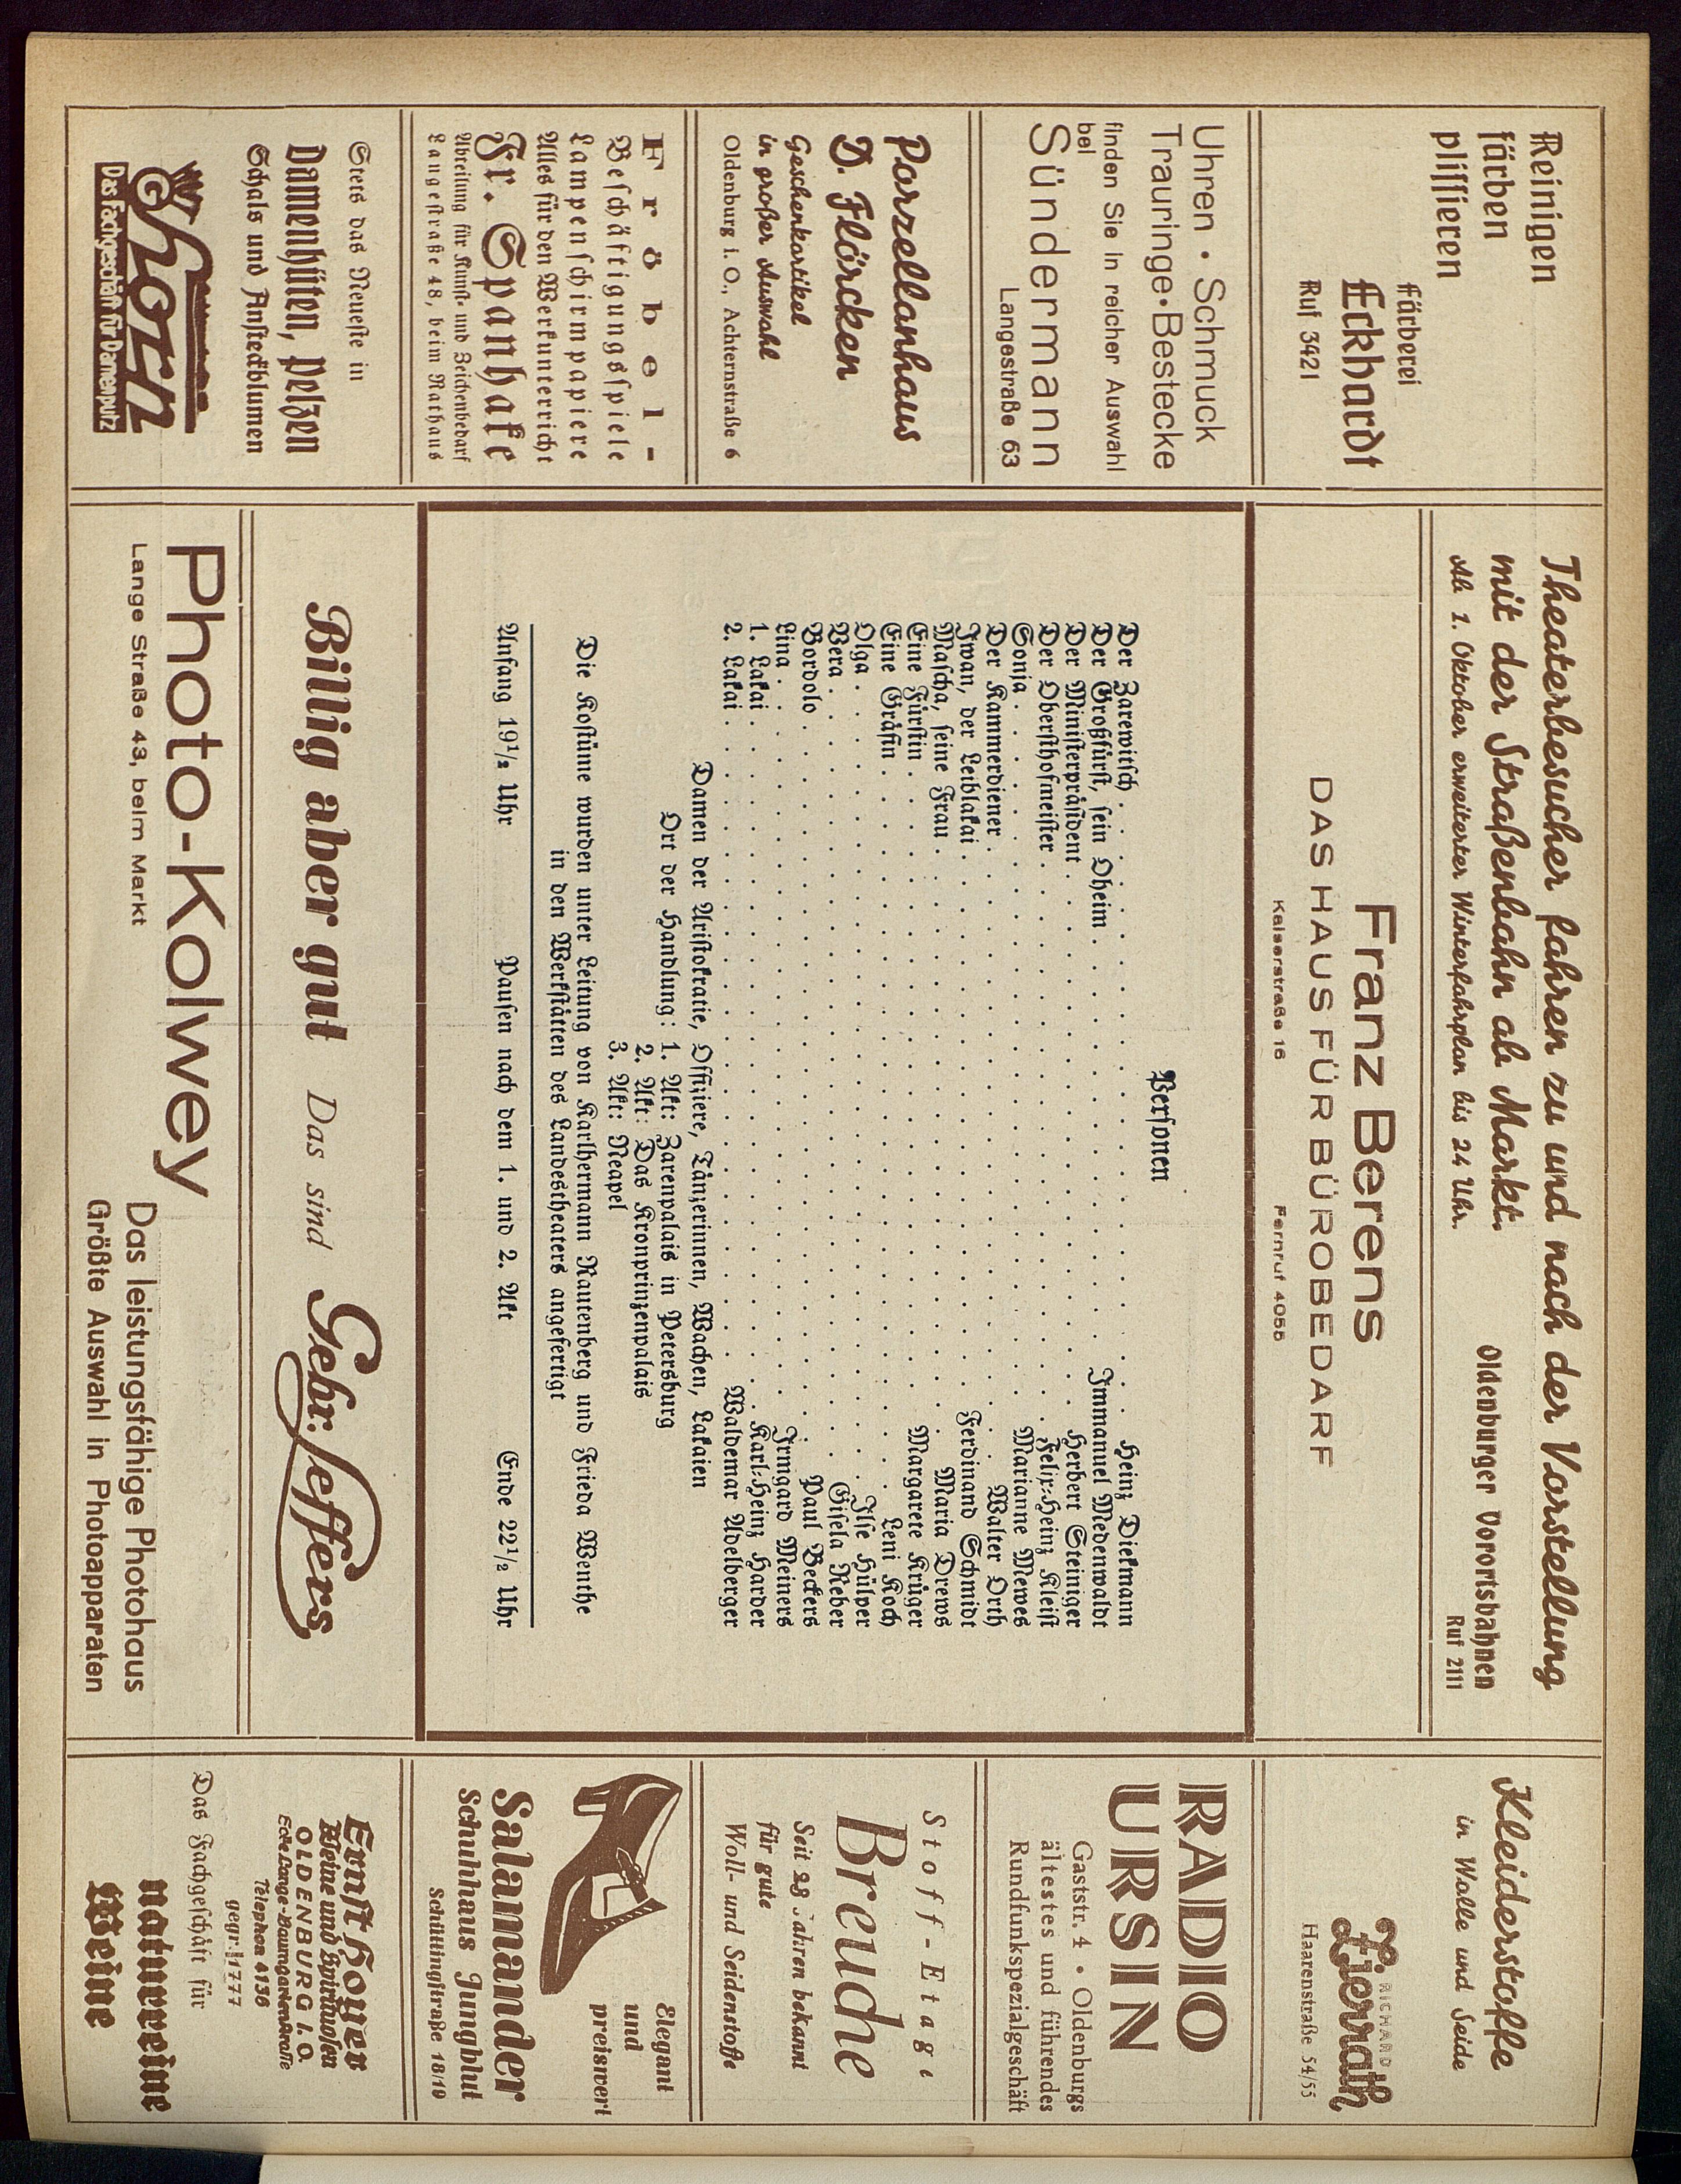 Reinigen
färben
plissieren
Färberei
Eckhardt
Ruf 3421
Uhren • Schmuck
Trauringe•Bestecke
finden Sie in reicher Auswahl
bei
Sündermann
Langestraße 63
Porzellanhaus
D. Flörcken
Geschenkartikel
in großer Auswahl
Oldenburg i. O., Achternstraße 6
Fröbel-
Beschäftigungsspiele
Lampenschirmpapiere
Alles für den Werkunterricht
Fr. Spanhake
Abteilung für Kunst- und Zeichenbedarf
Langestraße 48, beim Rathaus
Stets das Neueste in
Damenhüten, Pelzen
Schals und Ansteckblumen
Horn
Das Fachgeschäft für Damenputz
Theaterbesucher fahren zu und nach der Vorstellung
mit der Straßenbahn ab Markt.
Ab 1. Oktober erweiterter Winterfahrplan bis 24 Uhr.
Oldenburger Vorortsbahnen
Ruf 2111
Franz Berens
DAS HAUS FÜR BÜROBEDARF
Kaiserstraße 16 Fernruf 4055
Personen
Der Zarewitsch . . . Heinz Diekmann
Der Großfürst, sein Oheim . . . Immanuel Medenwaldt
Der Ministerpräsident . . . Herbert Steiniger
Der Obersthofmeister . . . Felix-Heinz Kleist
Sonja . . . Marianne Mewes
Der Kammerdiener . . . Walter Orth
Iwan, der Leiblakai . . . Ferdinand Schmidt
Mascha, seine Frau . . . Maria Drews
Eine Fürstin . . . Margarete Krüger
Eine Gräfin . . . Leni Koch
Olga . . . Ilse Hülper
Vera . . . Gisela Reber
Bordolo . . . Paul Beckers
Lina . . . Irmgard Meiners
1. Lakai . . . Karl-Heinz Harder
2. Lakai . . . Waldemar Adelberger
Damen der Aristokratie, Offiziere, Tänzerinnen, Wachen, Lakaien
Ort der Handlung: 1. Akt: Zarenpalais in Petersburg
2. Akt: Das Kronprinzenpalais
3. Akt: Neapel
Die Kostüme wurden unter Leitung von Karlhermann Rautenberg und Frieda Wenthe
in den Werkstätten des Landestheaters angefertigt
Anfang 19½ Uhr Pausen nach dem 1. und 2. Akt Ende 22½ Uhr
Billig aber gut Das sind Gebr. Leffers
Photo-Kolwey
Lange Straße 43, beim Markt
Das leistungsfähige Photohaus
Größte Auswahl in Photoapparaten
Kleiderstoffe
in Wolle und Seide
RICHARD
Zierrath
Haarenstraße 54/55
RADIO
URSIN
Gaststr. 4 • Oldenburgs
ältestes und führendes
Rundfunkspezialgeschäft
Stoff-Etage
Breuche
Seit 28 Jahren bekannt
für gute
Woll- und Seidenstoffe
Elegant
und
preiswert
Salamander
Schuhhaus Jungblut
Schüttingstraße 18/19
Ernst Hoyer
Weine und Spirituosen
OLDENBURG i. O.
Ecke Lange-Baumgartenstraße
Telephon 4136
gegr. 1777
Das Fachgeschäft für
naturreine
Weine